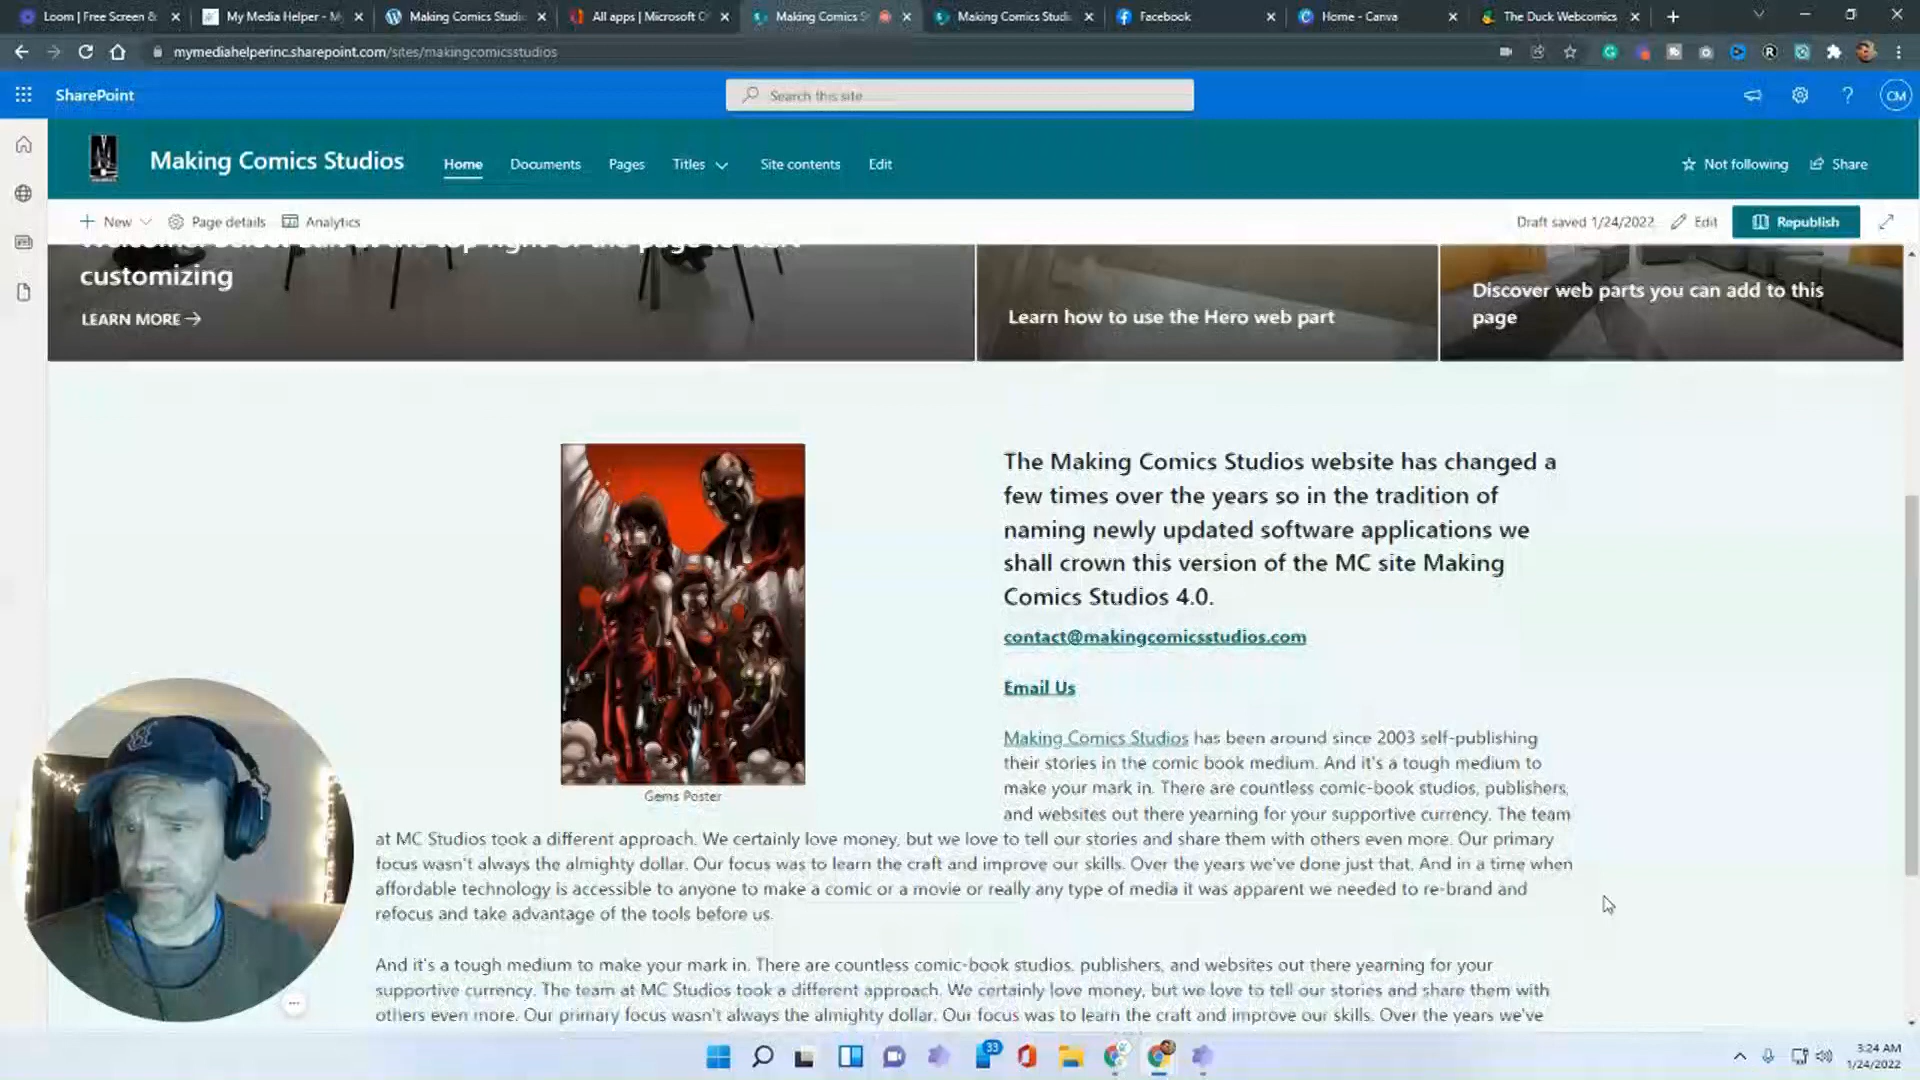 Loom | Free Screen &
My Media Helper - M
Making Comics Studi
All apps | Microsoft O
Making Comics S
Making Comics Studi
Facebook
Home - Canva
The Duck Webcomics
mymediahelperinc.sharepoint.com/sites/makingcomicsstudios
SharePoint
Search this site
CM
Making Comics Studios
Home
Documents
Pages
Titles
Site contents
Edit
Not following
Share
New
Page details
Analytics
Draft saved 1/24/2022
Edit
Republish
Welcome! Select Edit at the top right of the page to start
customizing
LEARN MORE →
Learn how to use the Hero web part
Discover web parts you can add to this
page
The Making Comics Studios website has changed a
few times over the years so in the tradition of
naming newly updated software applications we
shall crown this version of the MC site Making
Comics Studios 4.0.
contact@makingcomicsstudios.com
Email Us
Gems Poster
Making Comics Studios has been around since 2003 self-publishing
their stories in the comic book medium. And it's a tough medium to
make your mark in. There are countless comic-book studios, publishers,
and websites out there yearning for your supportive currency. The team
at MC Studios took a different approach. We certainly love money, but we love to tell our stories and share them with others even more. Our primary
focus wasn't always the almighty dollar. Our focus was to learn the craft and improve our skills. Over the years we've done just that. And in a time when
affordable technology is accessible to anyone to make a comic or a movie or really any type of media it was apparent we needed to re-brand and
refocus and take advantage of the tools before us.
And it's a tough medium to make your mark in. There are countless comic-book studios, publishers, and websites out there yearning for your
supportive currency. The team at MC Studios took a different approach. We certainly love money, but we love to tell our stories and share them with
others even more. Our primary focus wasn't always the almighty dollar. Our focus was to learn the craft and improve our skills. Over the years we've
33
3:24 AM
1/24/2022